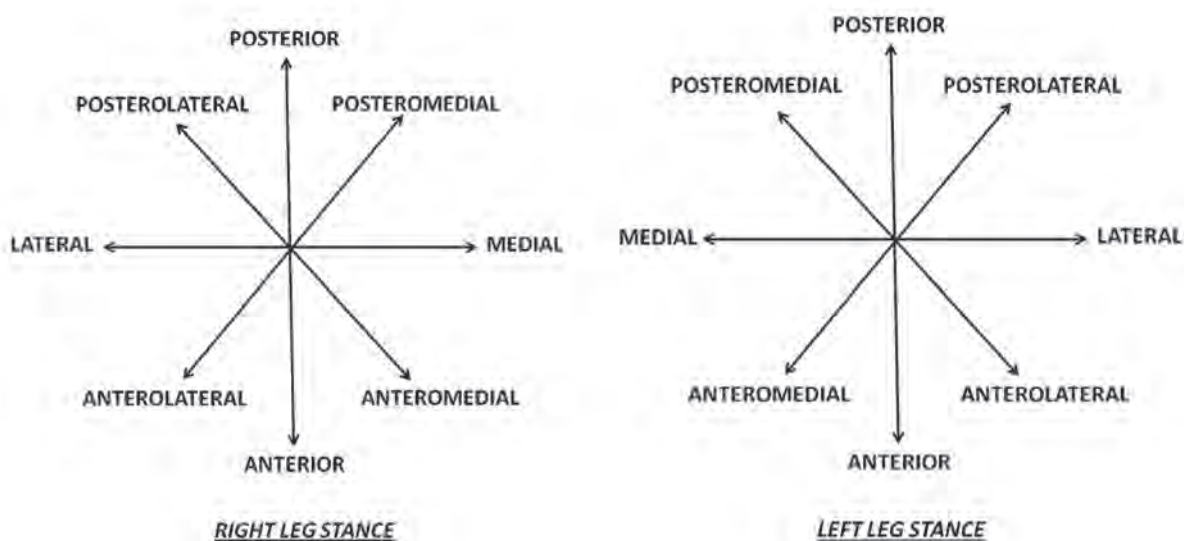 POSTERIOR
POSTEROLATERAL
POSTEROMEDIAL
LATERAL
MEDIAL
ANTEROLATERAL
ANTEROMEDIAL
ANTERIOR
RIGHT LEG STANCE
POSTERIOR
POSTEROMEDIAL
POSTEROLATERAL
MEDIAL
LATERAL
ANTEROMEDIAL
ANTEROLATERAL
ANTERIOR
LEFT LEG STANCE